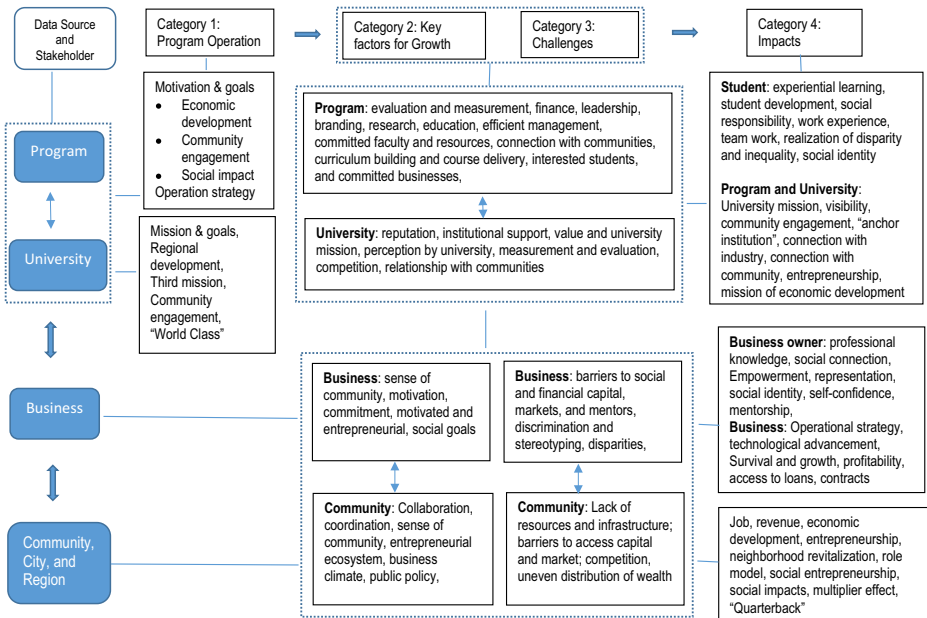 Data Source
and
Stakeholder
Category 1:
Program Operation
Category 2: Key
factors for Growth
Category 3:
Challenges
Category 4:
Impacts
Motivation & goals
● Economic
development
● Community
engagement
● Social impact
Operation strategy
Program: evaluation and measurement, finance, leadership,
branding, research, education, efficient management,
committed faculty and resources, connection with communities,
curriculum building and course delivery, interested students,
and committed businesses,
Student: experiential learning,
student development, social
responsibility, work experience,
team work, realization of disparity
and inequality, social identity
Program and University:
University mission, visibility,
community engagement, “anchor
institution”, connection with
industry, connection with
community, entrepreneurship,
mission of economic development
Program
University
Mission & goals,
Regional
development,
Third mission,
Community
engagement,
“World Class”
University: reputation, institutional support, value and university
mission, perception by university, measurement and evaluation,
competition, relationship with communities
Business
Business: sense of
community, motivation,
commitment, motivated and
entrepreneurial, social goals
Business: barriers to social
and financial capital,
markets, and mentors,
discrimination and
stereotyping, disparities,
Business owner: professional
knowledge, social connection,
Empowerment, representation,
social identity, self-confidence,
mentorship,
Business: Operational strategy,
technological advancement,
Survival and growth, profitability,
access to loans, contracts
Community,
City, and
Region
Community: Collaboration,
coordination, sense of
community, entrepreneurial
ecosystem, business
climate, public policy,
Community: Lack of
resources and infrastructure;
barriers to access capital
and market; competition,
uneven distribution of wealth
Job, revenue, economic
development, entrepreneurship,
neighborhood revitalization, role
model, social entrepreneurship,
social impacts, multiplier effect,
“Quarterback”